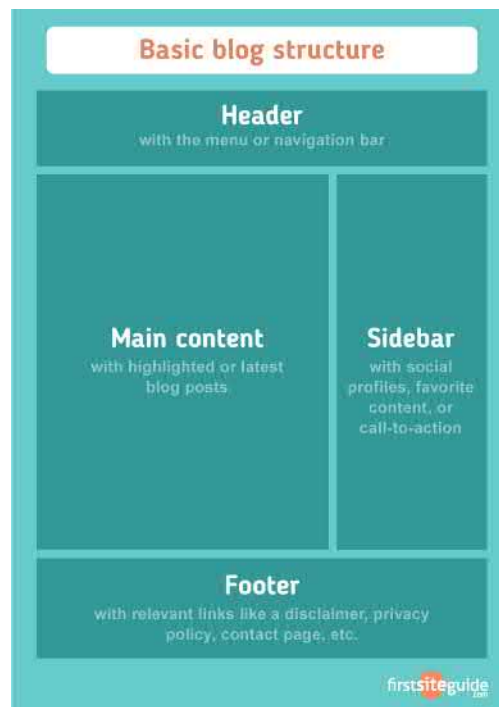 Basic blog structure
Header
with the menu or navigation bar
Main content
with highlighted or latest
blog posts
Sidebar
with social
profiles, favorite
content, or
call-to-action
Footer
with relevant links like a disclaimer, privacy
policy, contact page, etc.
firstsiteguide
.com